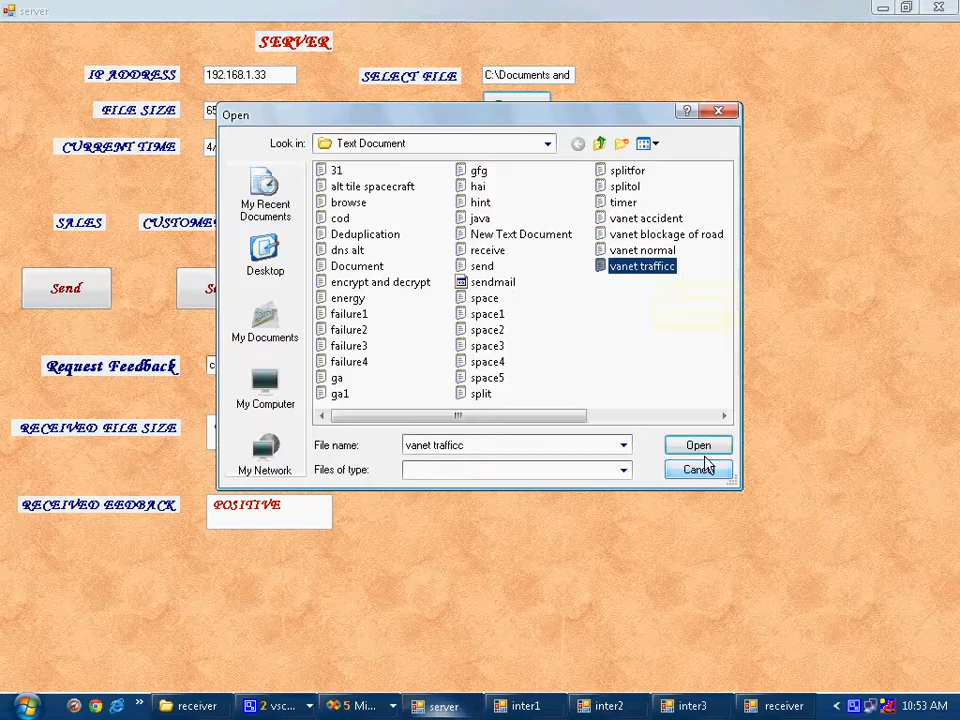 server
SERVER
IP ADDRESS 192.168.1.33 SELECT FILE C:\Documents and
FILE SIZE
CURRENT TIME
SALES
Send
Request Feedback
RECEIVED FILE SIZE
RECEIVED EEDBACK POSITIVE
Open
Look in: Text Document
My Recent Documents
Desktop
My Documents
My Computer
My Network
31 gfg splitfor
alt tile spacecraft hai splitol
browse hint timer
cod java vanet accident
Deduplication New Text Document vanet blockage of road
dns alt receive vanet normal
Document send vanet trafficc
encrypt and decrypt sendmail
energy space
failure1 space1
failure2 space2
failure3 space3
failure4 space4
ga space5
ga1 split
File name: vanet trafficc Open
Files of type: Cancel
receiver 2 vsc... 5 Mi... server inter1 inter2 inter3 receiver 10:53 AM